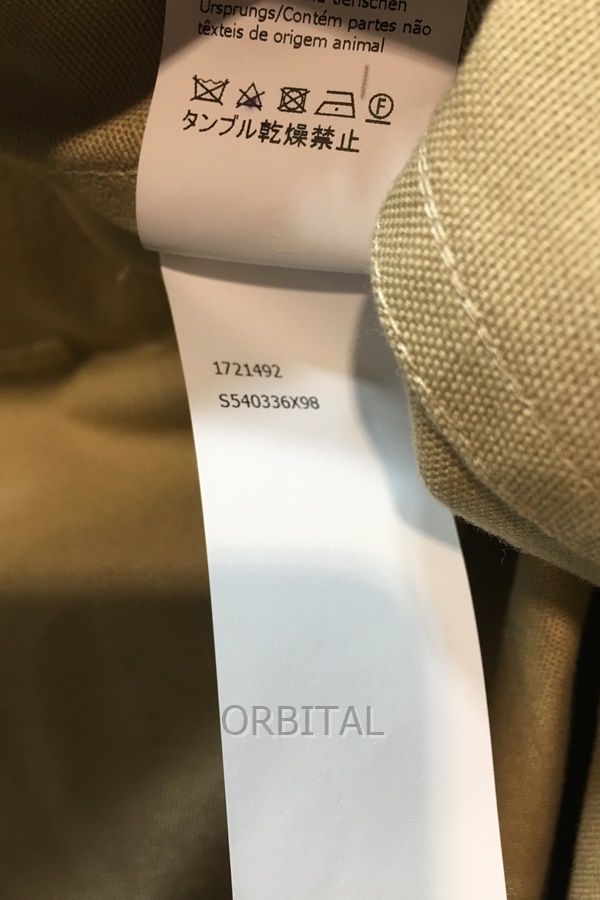 tierischen
Ursprungs/Contém partes não
têxteis de origem animal
F
タンブル乾燥禁止
1721492
S540336X98
ORBITAL